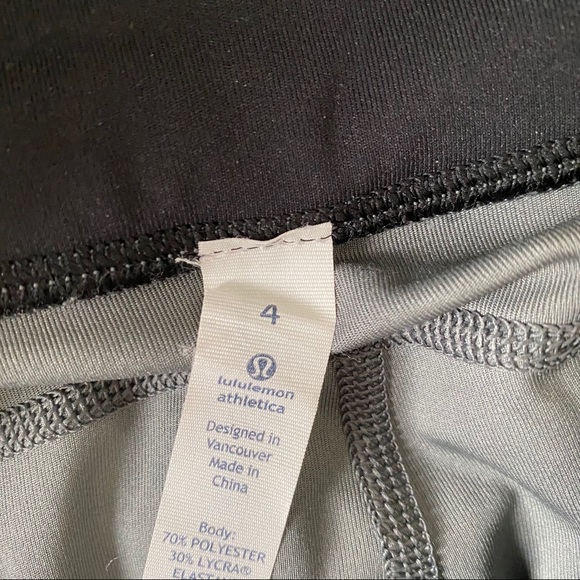 4
lululemon
athletica
Designed in
Vancouver
Made in
China
Body:
70% POLYESTER
30% LYCRA®